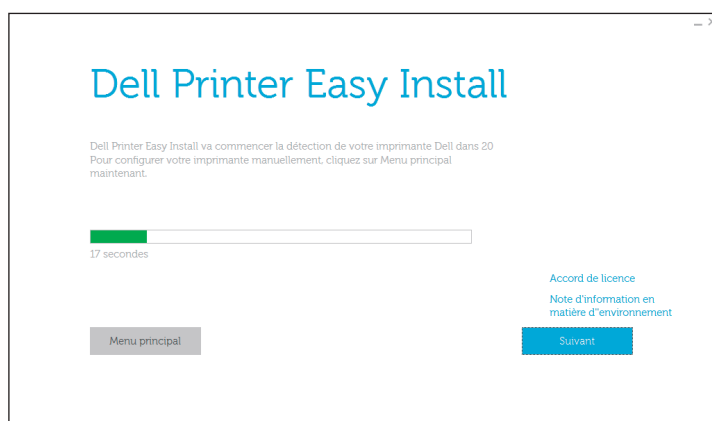 Dell Printer Easy Install
Dell Printer Easy Install va commencer la détection de votre imprimante Dell dans 20
Pour configurer votre imprimante manuellement, cliquez sur Menu principal
maintenant.
17 secondes
Accord de licence
Note d'information en
matière d''environnement
Menu principal
Suivant